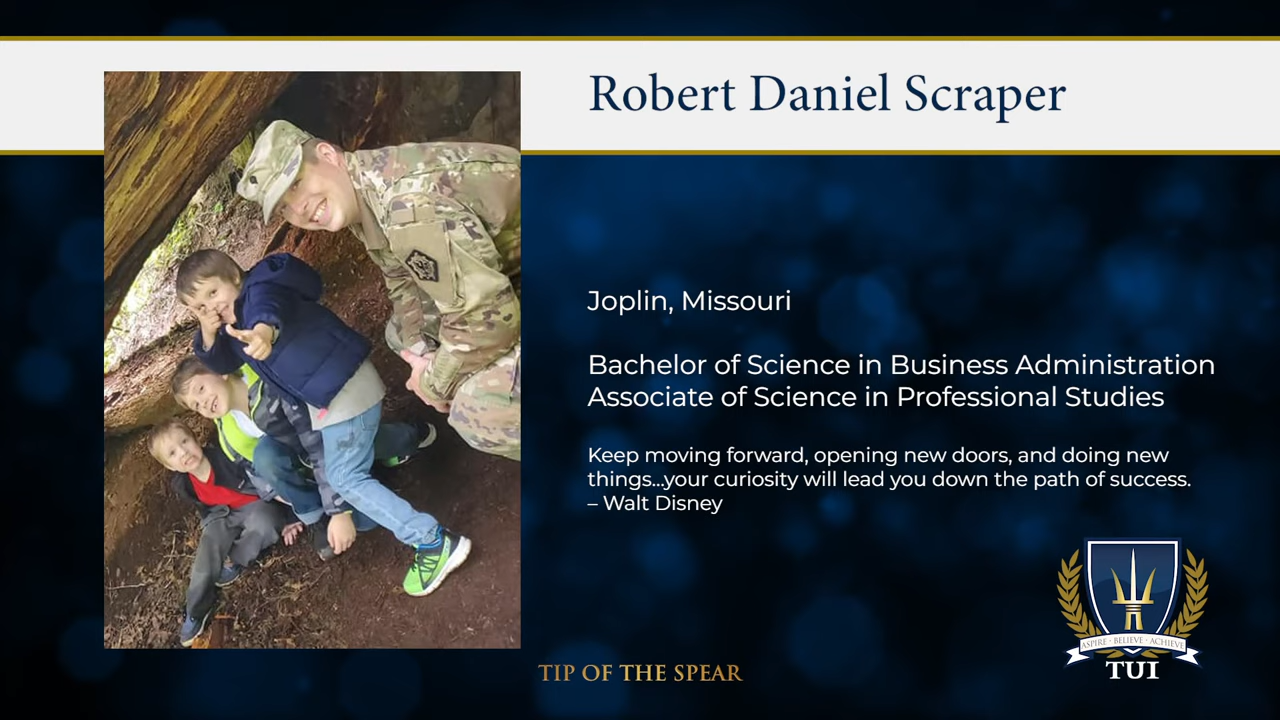 Robert Daniel Scraper
Joplin, Missouri
Bachelor of Science in Business Administration
Associate of Science in Professional Studies
Keep moving forward, opening new doors, and doing new
things...your curiosity will lead you down the path of success.
– Walt Disney
ASPIRE · BELIEVE · ACHIEVE
TUI
TIP OF THE SPEAR